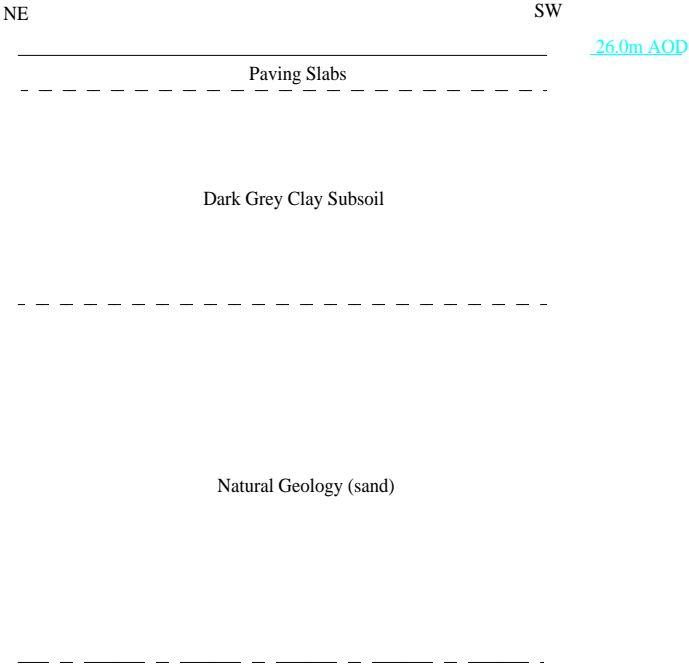 NE
SW
26.0m AOD
Paving Slabs
Dark Grey Clay Subsoil
Natural Geology (sand)